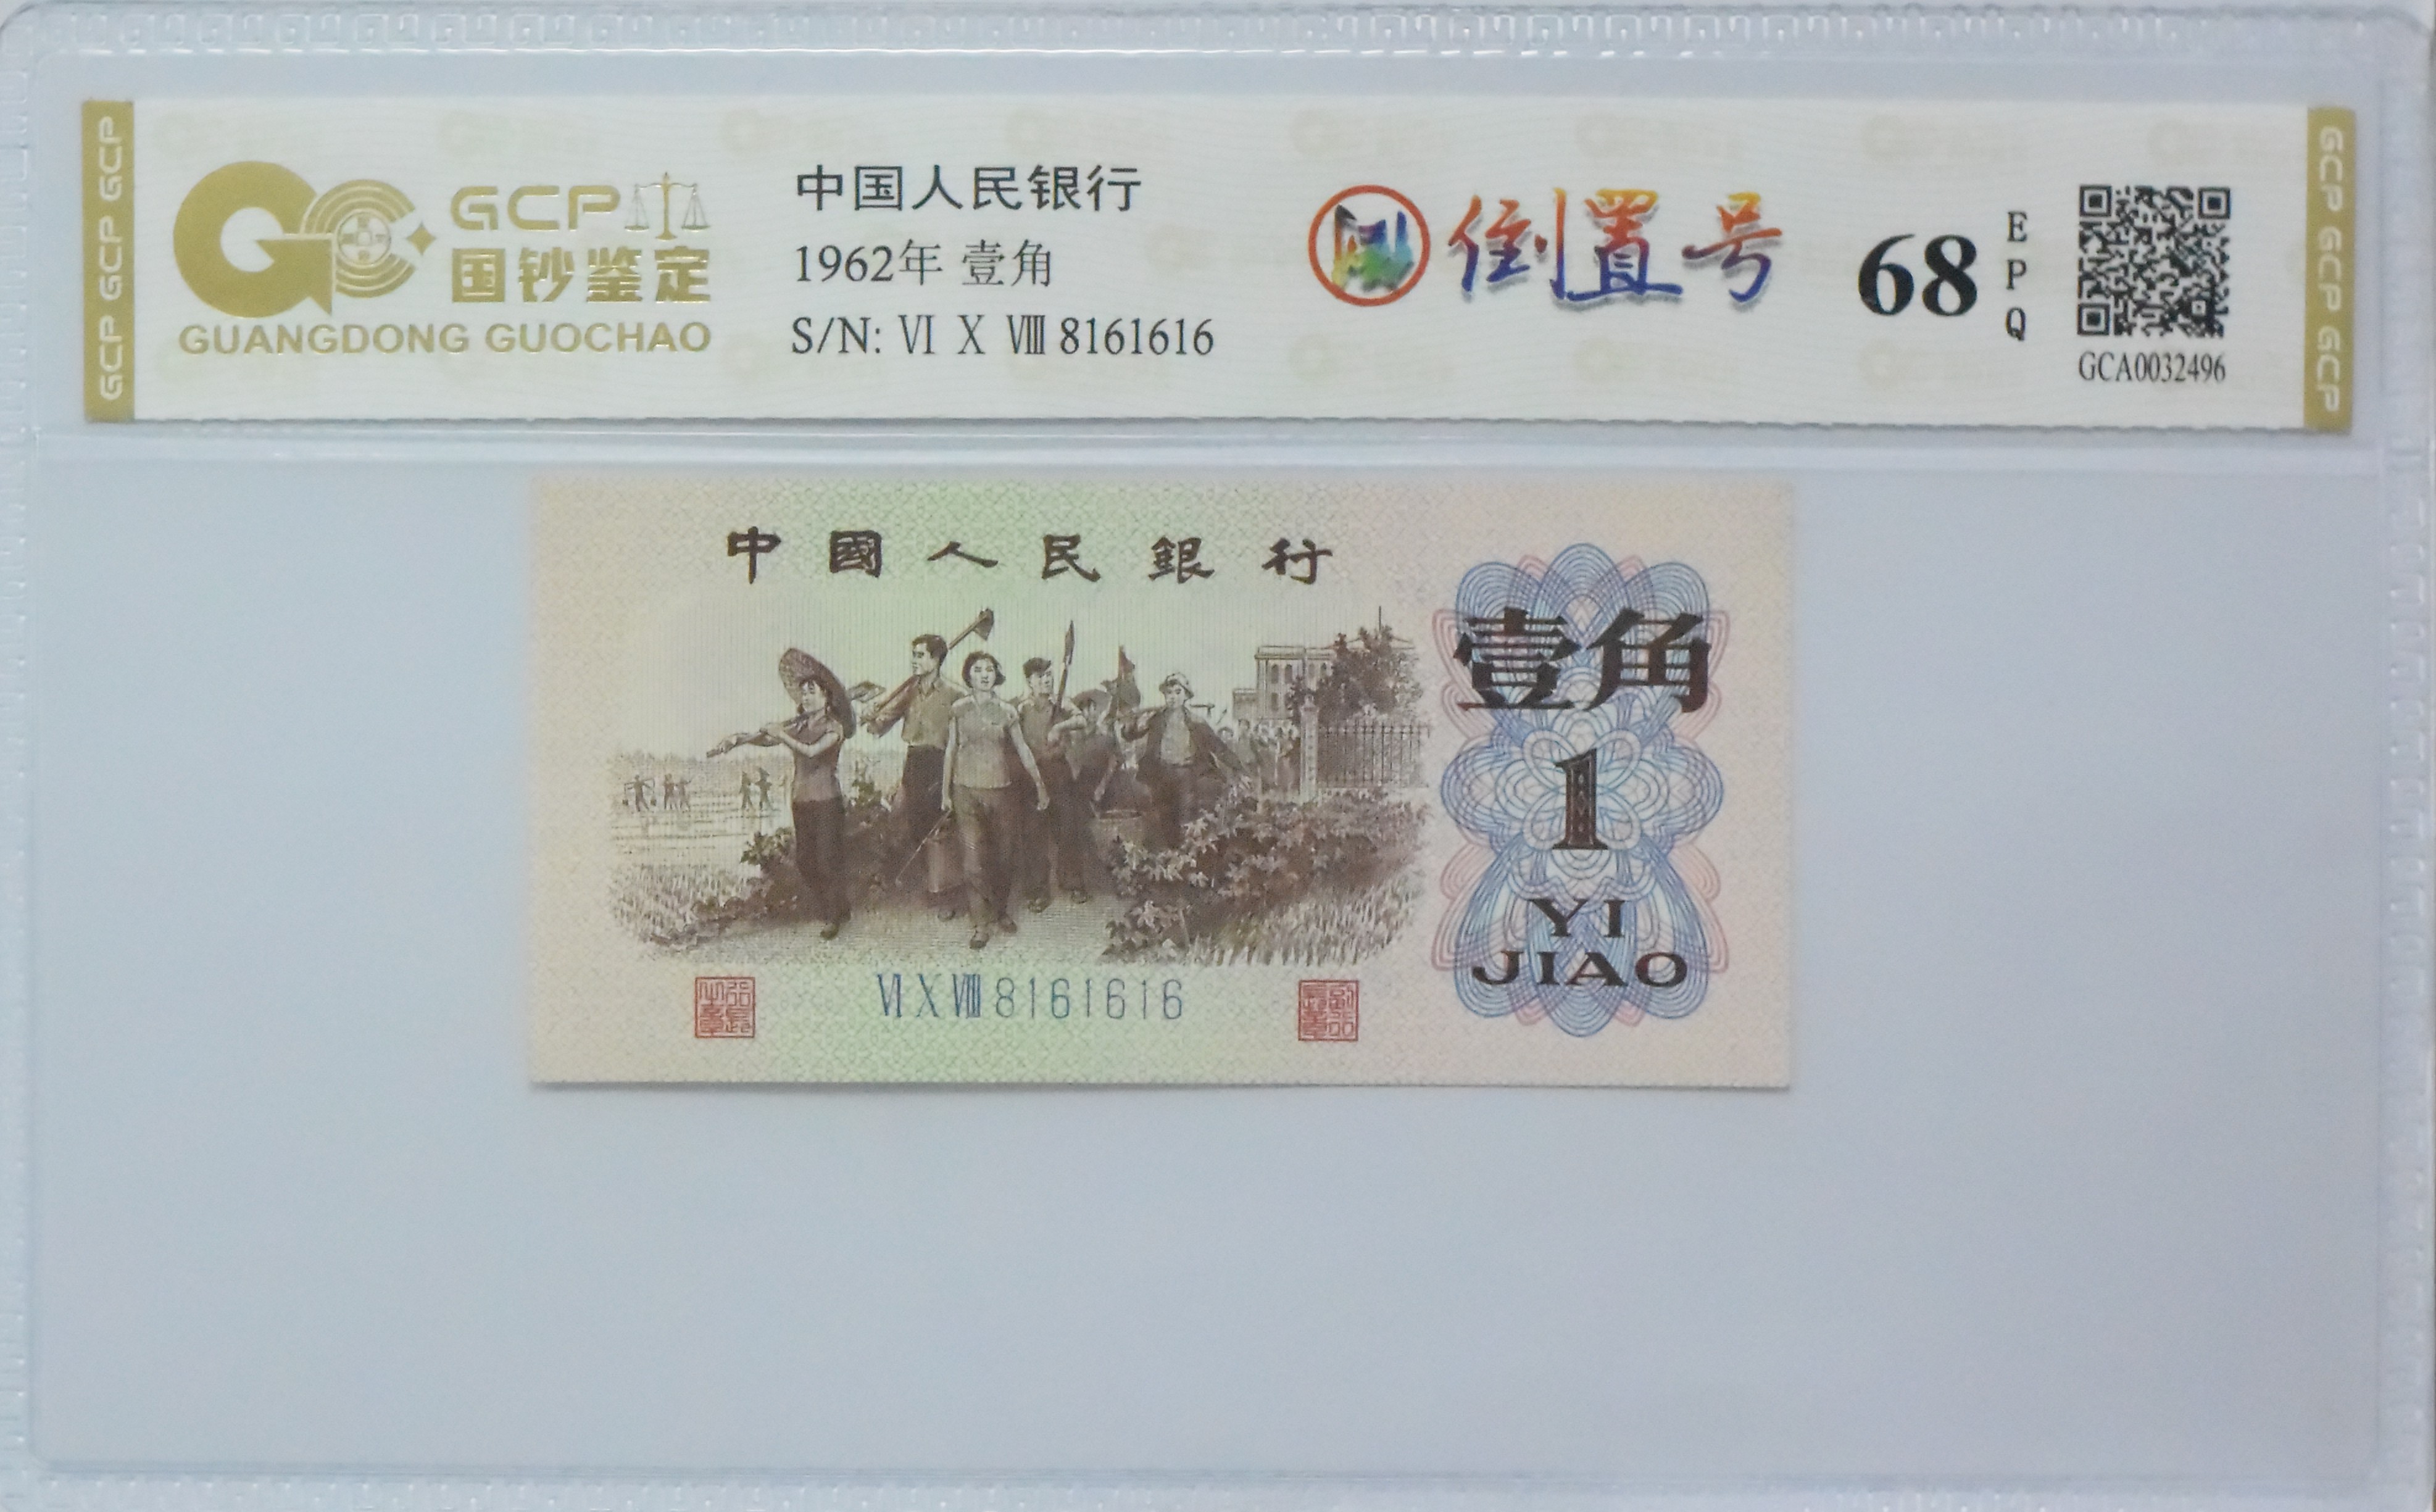 GCP GCP GCP
GCP
国钞鉴定
GUANGDONG GUOCHAO
中国人民银行
1962年 壹角
S/N: Ⅵ Ⅹ Ⅷ 8161616
倒置号
68
EPQ
GCA0032496
GCP GCP GCP
中國人民銀行
壹角
1
YI
JIAO
Ⅵ Ⅹ Ⅷ 8161616